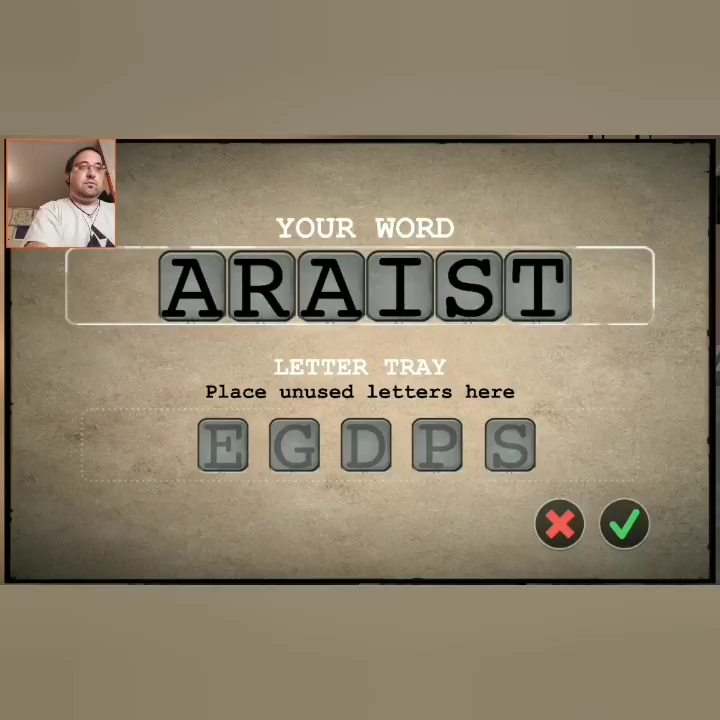 YOUR WORD
ARAIST
LETTER TRAY
Place unused letters here
EGDPS